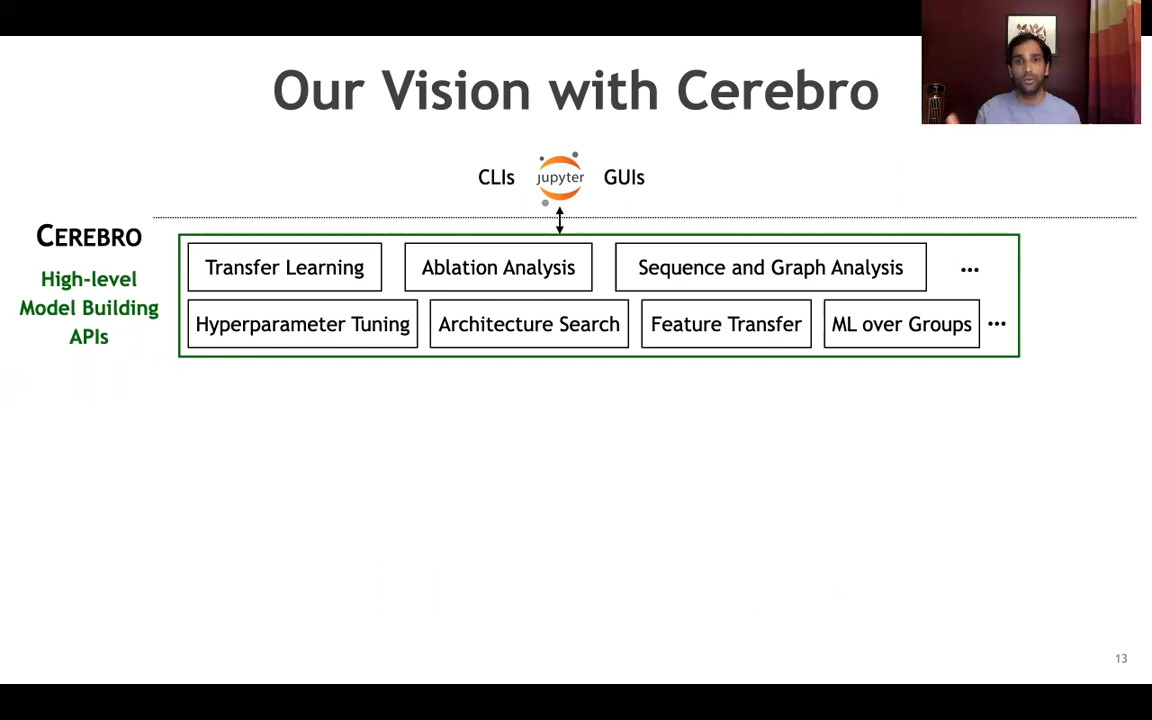 Our Vision with Cerebro
CLIs jupyter GUIs
CEREBRO
High-level
Model Building
APIs
Transfer Learning Ablation Analysis Sequence and Graph Analysis ...
Hyperparameter Tuning Architecture Search Feature Transfer ML over Groups ...
13